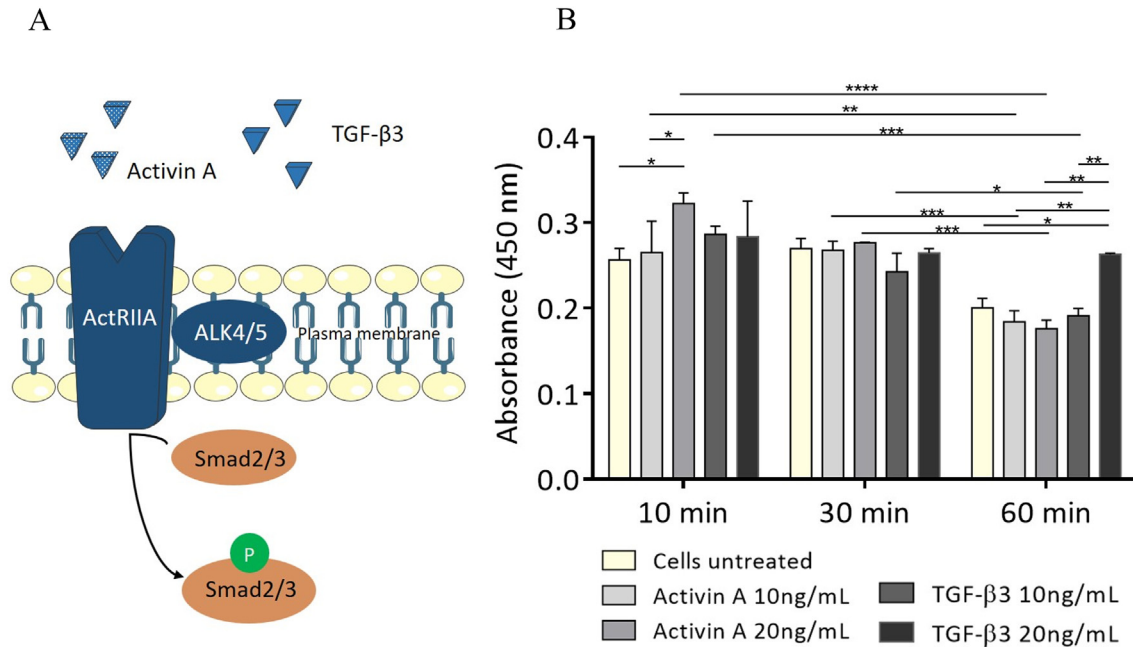 A
Activin A
TGF-β3
ActRIIA
ALK4/5
Plasma membrane
Smad2/3
P
Smad2/3
B
****
**
***
*
*
**
**
*
***
**
***
*
Absorbance (450 nm)
0.4
0.3
0.2
0.1
0.0
10 min
30 min
60 min
Cells untreated
Activin A 10ng/mL
Activin A 20ng/mL
TGF-β3 10ng/mL
TGF-β3 20ng/mL